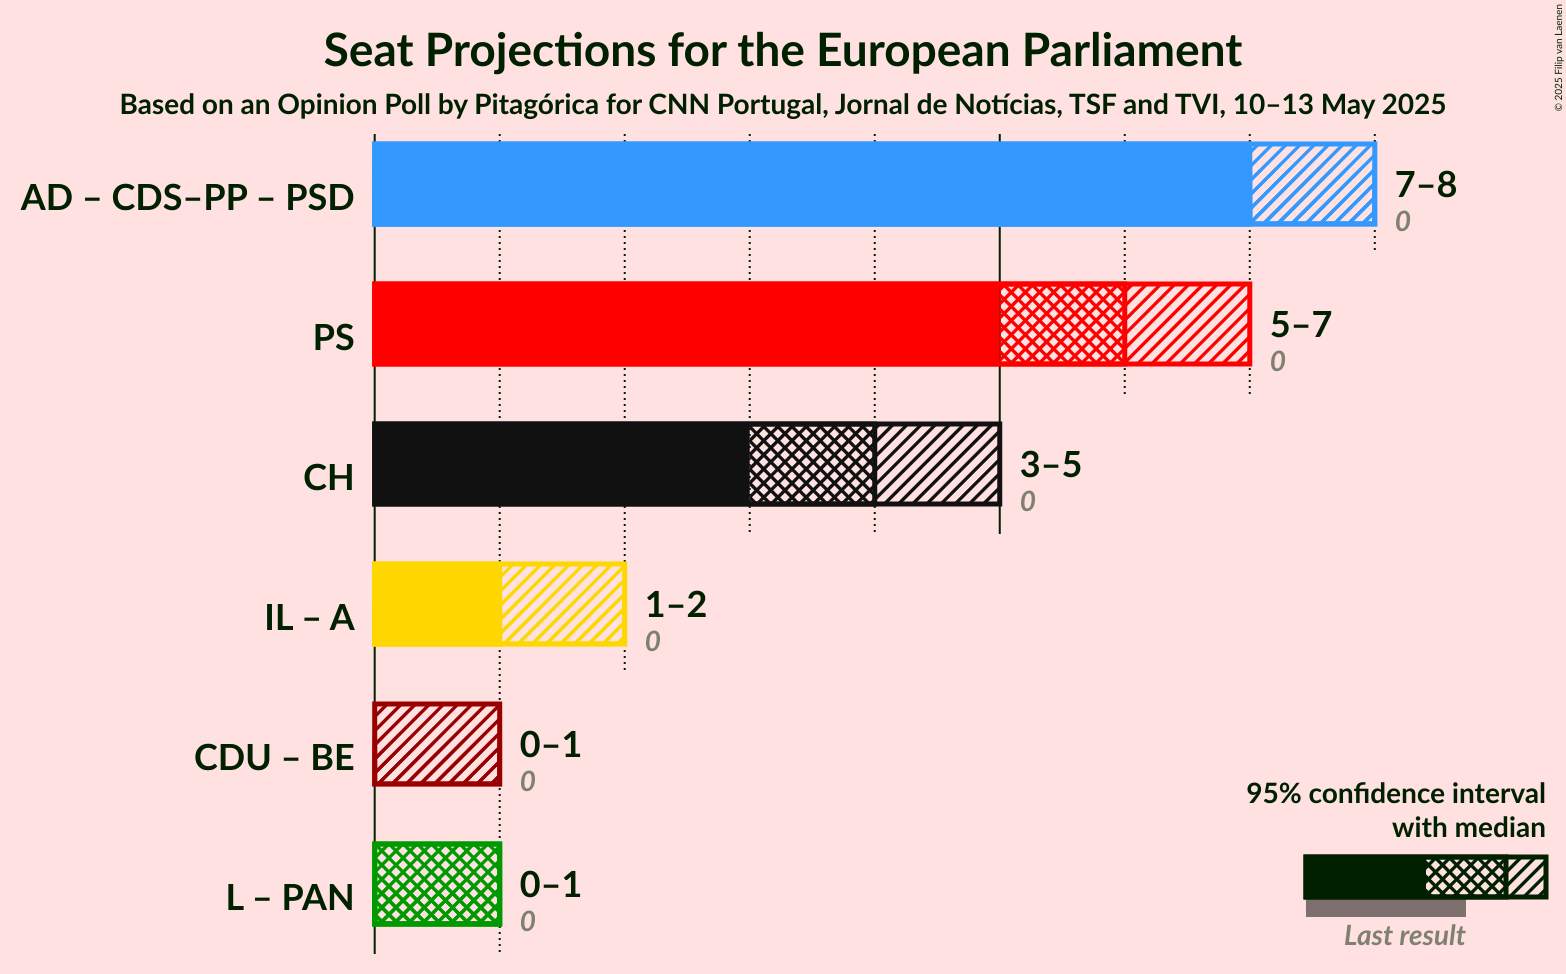 Seat Projections for the European Parliament
Based on an Opinion Poll by Pitagórica for CNN Portugal, Jornal de Notícias, TSF and TVI, 10–13 May 2025
© 2025 Filip van Laenen
AD – CDS–PP – PSD
7–8
0
PS
5–7
0
CH
3–5
0
IL – A
1–2
0
CDU – BE
0–1
0
L – PAN
0–1
0
95% confidence interval
with median
Last result